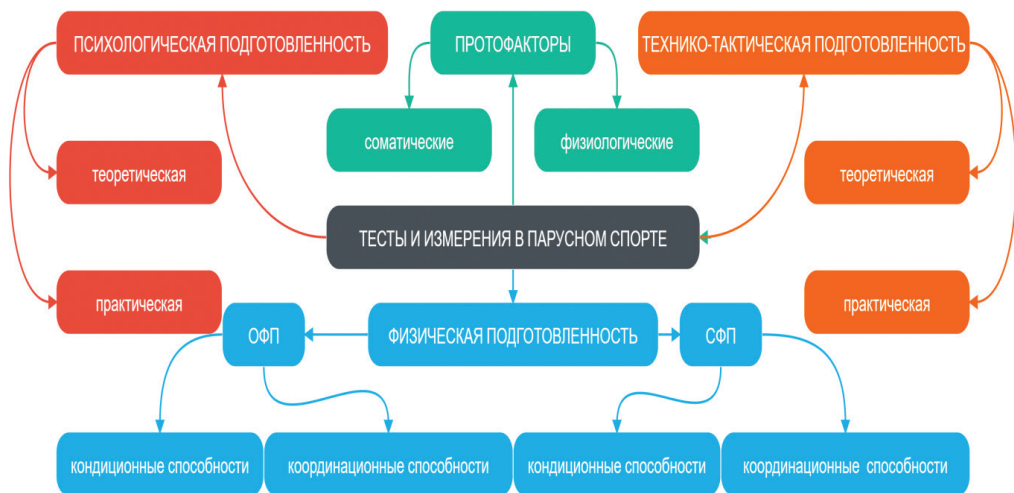 ПСИХОЛОГИЧЕСКАЯ ПОДГОТОВЛЕННОСТЬ
ПРОТОФАКТОРЫ
ТЕХНИКО-ТАКТИЧЕСКАЯ ПОДГОТОВЛЕННОСТЬ
соматические
физиологические
теоретическая
теоретическая
ТЕСТЫ И ИЗМЕРЕНИЯ В ПАРУСНОМ СПОРТЕ
практическая
практическая
ОФП
ФИЗИЧЕСКАЯ ПОДГОТОВЛЕННОСТЬ
СФП
кондиционные способности
координационные способности
кондиционные способности
координационные способности